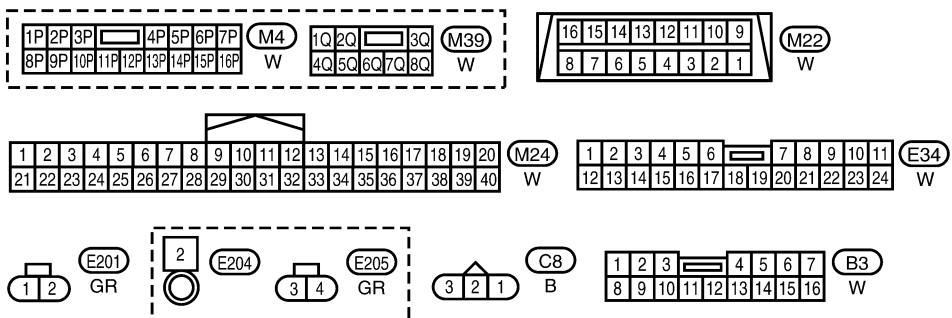 1P 2P 3P 4P 5P 6P 7P
8P 9P 10P 11P 12P 13P 14P 15P 16P
M4
W
1Q 2Q 3Q
4Q 5Q 6Q 7Q 8Q
M39
W
16 15 14 13 12 11 10 9
8 7 6 5 4 3 2 1
M22
W
1 2 3 4 5 6 7 8 9 10 11 12 13 14 15 16 17 18 19 20
21 22 23 24 25 26 27 28 29 30 31 32 33 34 35 36 37 38 39 40
M24
W
1 2 3 4 5 6 7 8 9 10 11
12 13 14 15 16 17 18 19 20 21 22 23 24
E34
W
1 2
E201
GR
2
E204
3 4
E205
GR
3 2 1
C8
B
1 2 3 4 5 6 7
8 9 10 11 12 13 14 15 16
B3
W